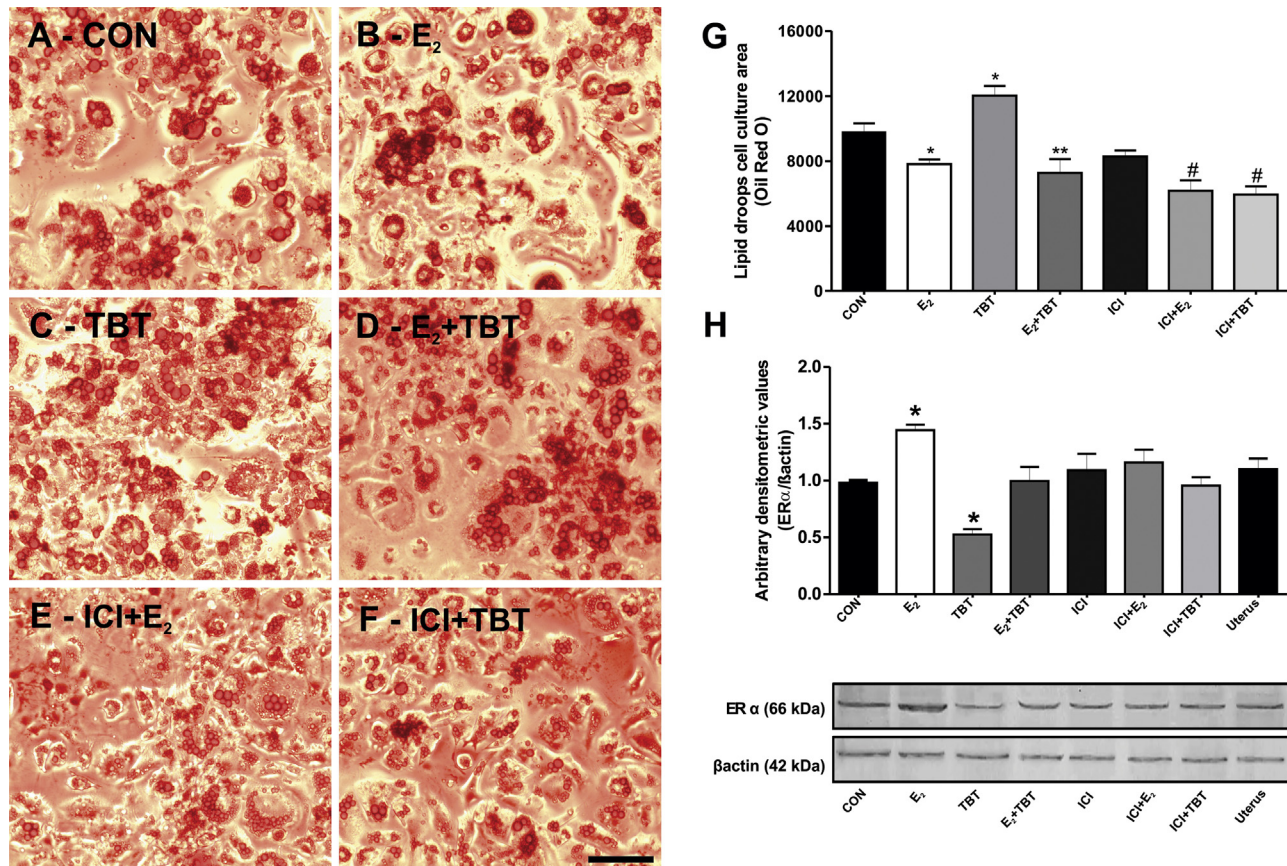 A - CON
B - E₂
C - TBT
D - E₂+TBT
E - ICI+E₂
F - ICI+TBT
G
Lipid droops cell culture area
(Oil Red O)
16000
12000
8000
4000
0
*
*
**
#
#
CON
E₂
TBT
E₂+TBT
ICI
ICI+E₂
ICI+TBT
H
Arbitrary densitometric values
(ERα/βactin)
2.0
1.5
1.0
0.5
0.0
*
*
CON
E₂
TBT
E₂+TBT
ICI
ICI+E₂
ICI+TBT
Uterus
ER α (66 kDa)
βactin (42 kDa)
CON
E₂
TBT
E₂+TBT
ICI
ICI+E₂
ICI+TBT
Uterus